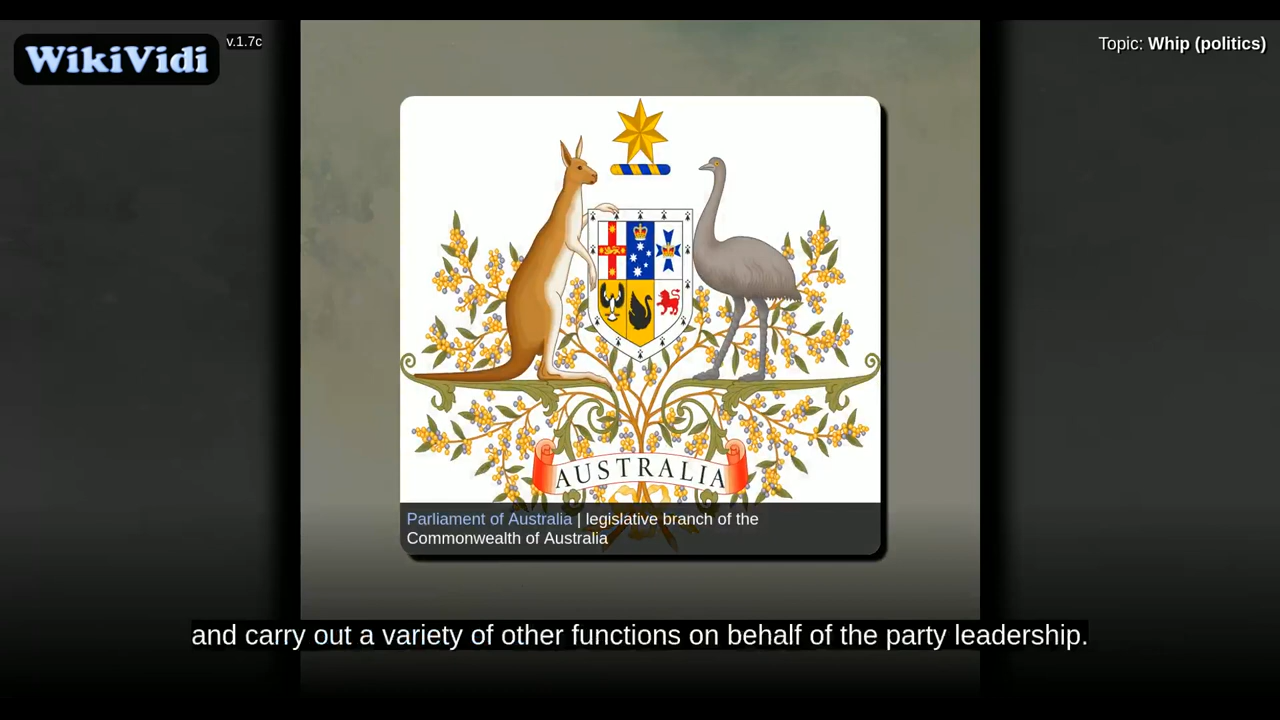 WikiVidi
v.1.7c
Topic: Whip (politics)
AUSTRALIA
Parliament of Australia | legislative branch of the
Commonwealth of Australia
and carry out a variety of other functions on behalf of the party leadership.